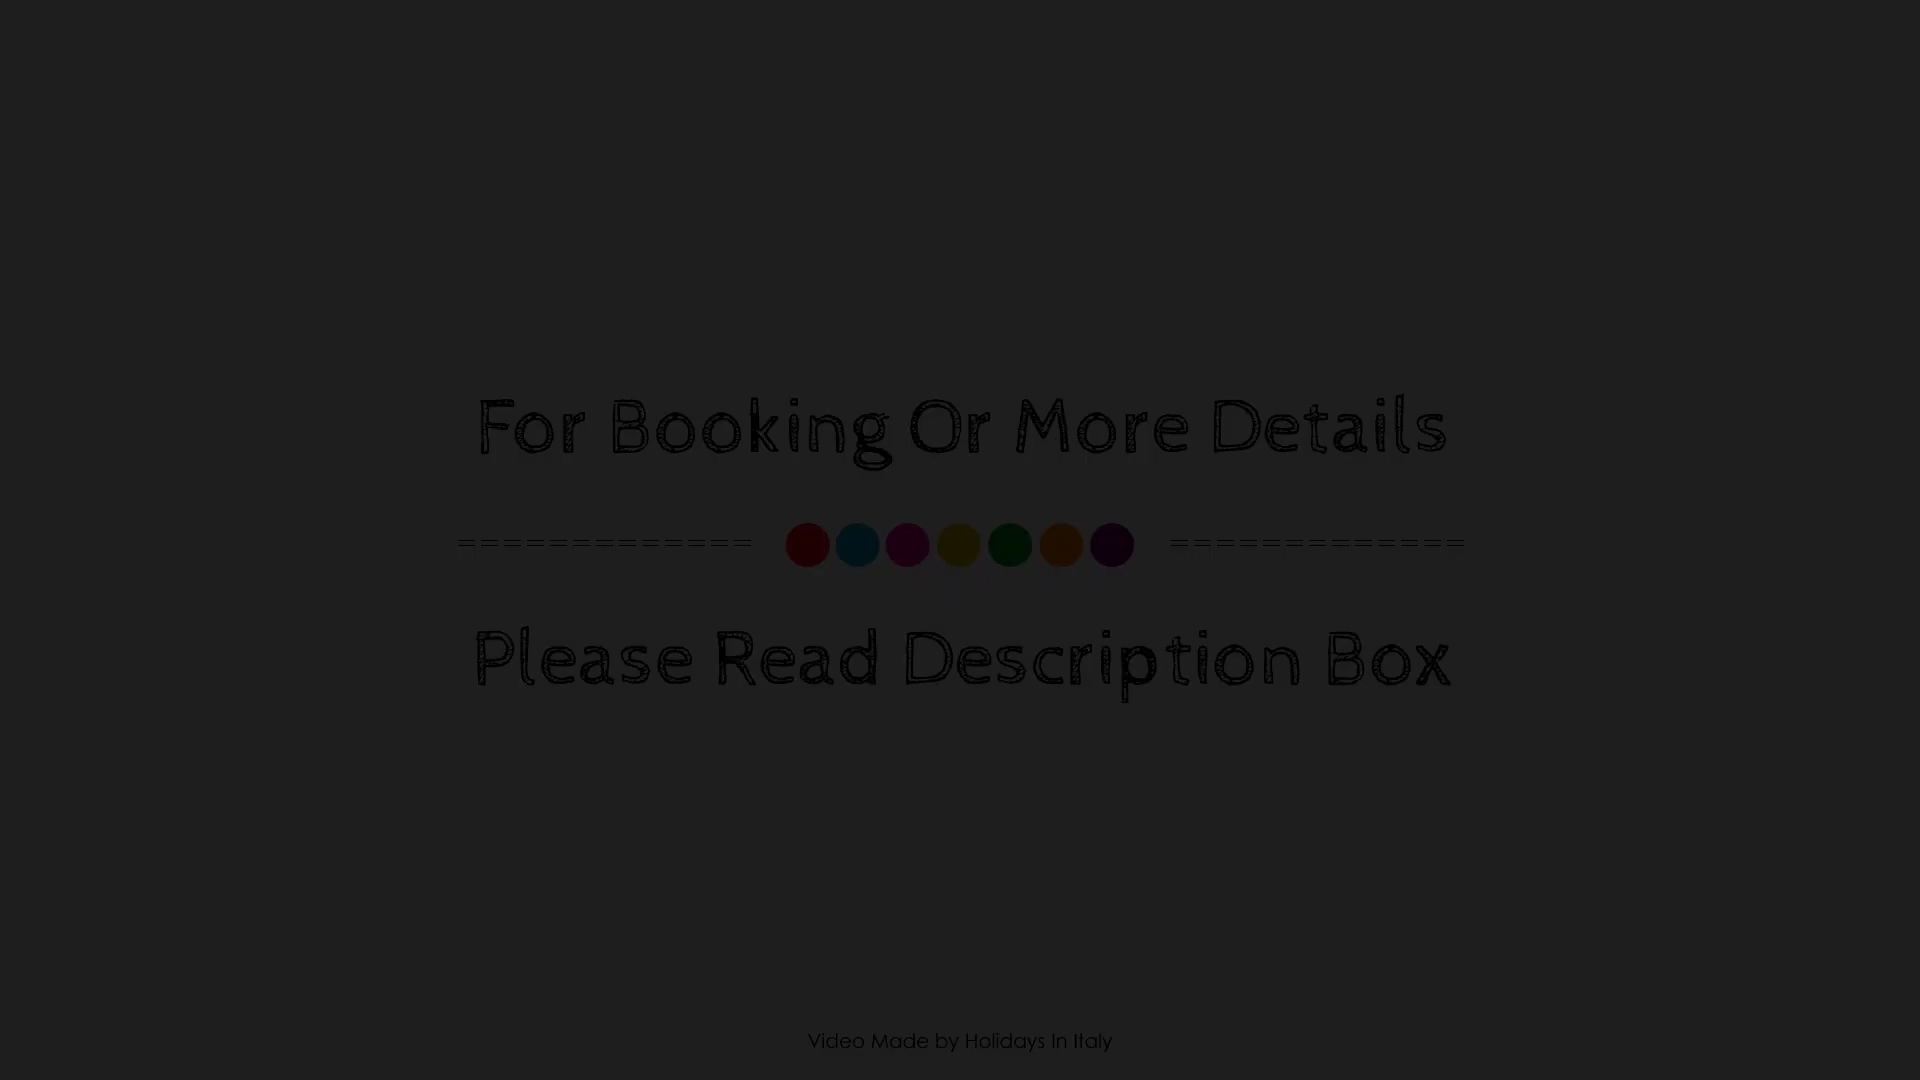 For Booking Or More Details
============= =============
Please Read Description Box
Video Made by Holidays In Italy